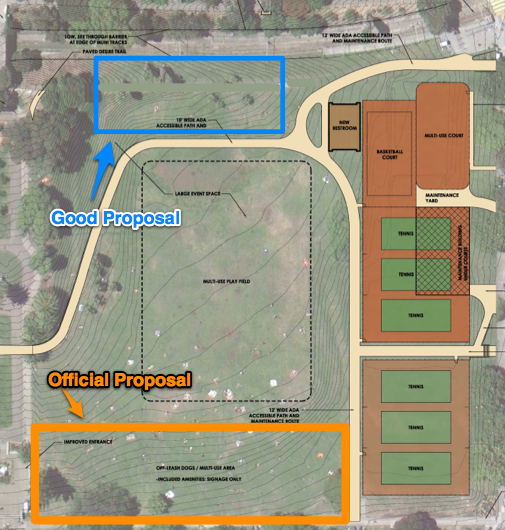 LOW, SEE THROUGH BARRIER
AT EDGE OF MUNI TRACKS
PAVED DESIRE TRAIL
12' WIDE ACCESSIBLE PATH
AND MAINTENANCE ROUTE
10' WIDE ADA
ACCESSIBLE PATH AND
NEW
RESTROOM
BASKETBALL
COURT
MULTI-USE COURT
Good Proposal
LARGE EVENT SPACE
MAINTENANCE
YARD
TENNIS
MAINTENANCE BUILDING
UNDER COURTS
TENNIS
MULTI-USE PLAY FIELD
TENNIS
Official Proposal
TENNIS
12' WIDE ADA
ACCESSIBLE PATH AND
MAINTENANCE ROUTE
TENNIS
IMPROVED ENTRANCE
OFF-LEASH DOGS / MULTI-USE AREA
-INCLUDED AMENITIES: SIGNAGE ONLY
TENNIS